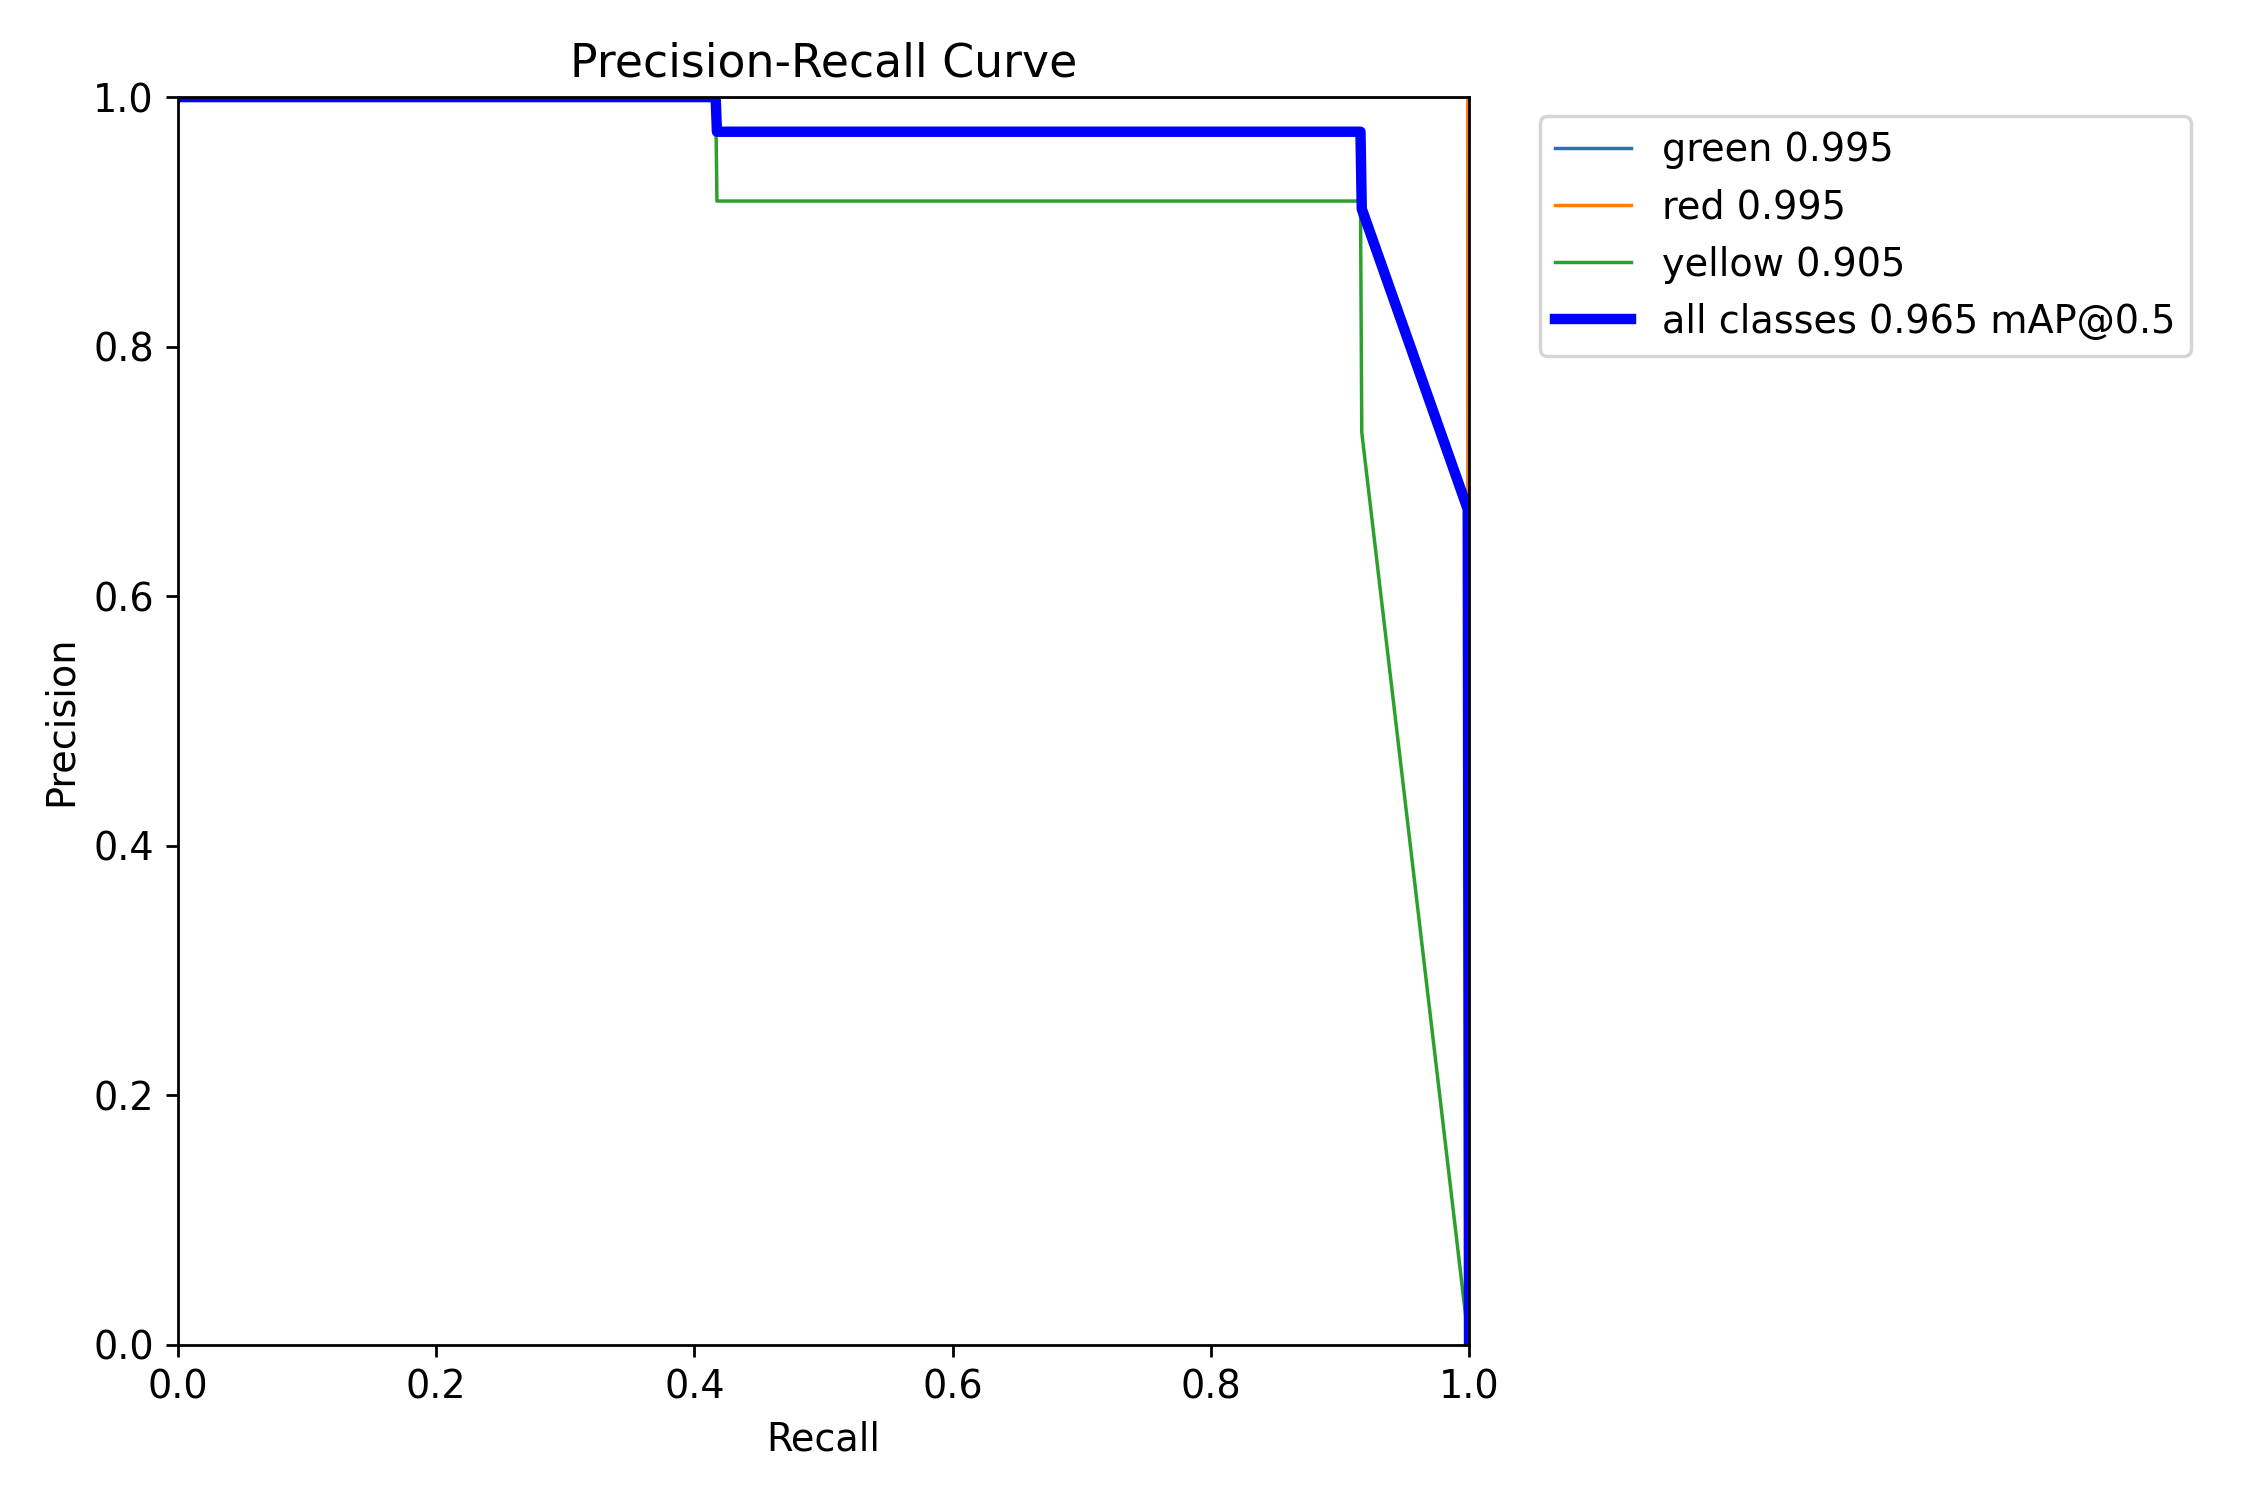 Precision-Recall Curve
1.0
0.8
0.6
0.4
0.2
0.0
Precision
0.0 0.2 0.4 0.6 0.8 1.0
Recall
green 0.995
red 0.995
yellow 0.905
all classes 0.965 mAP@0.5